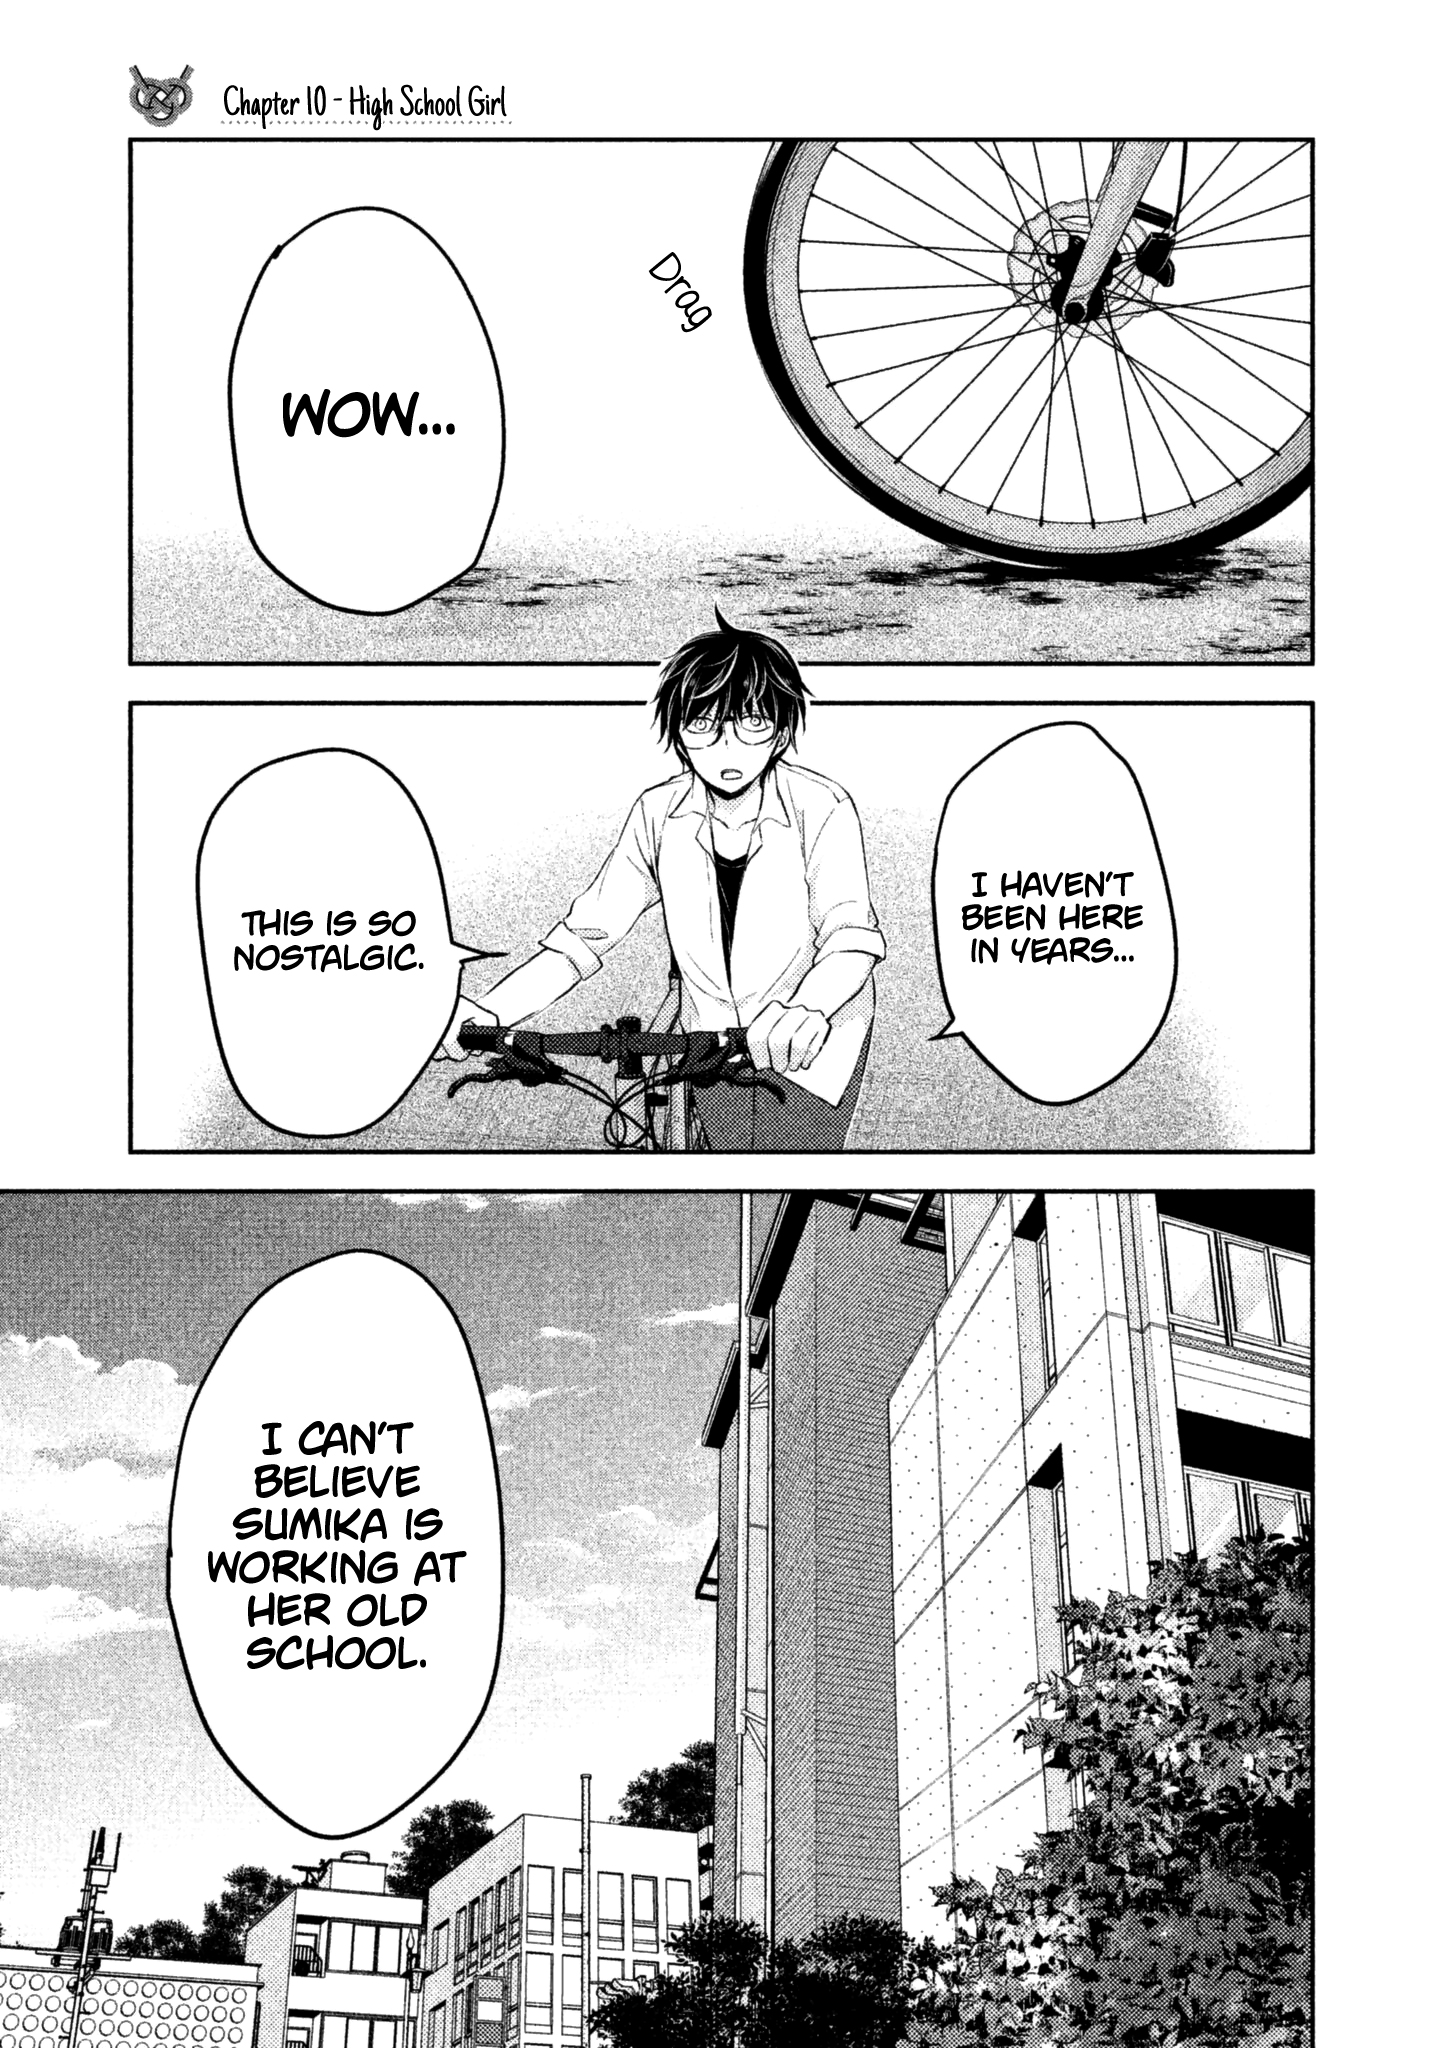 Chapter 10 - High School Girl
Drag
WOW...
I HAVEN'T
BEEN HERE
IN YEARS...
THIS IS SO
NOSTALGIC.
I CAN'T
BELIEVE
SUMIKA IS
WORKING AT
HER OLD
SCHOOL.